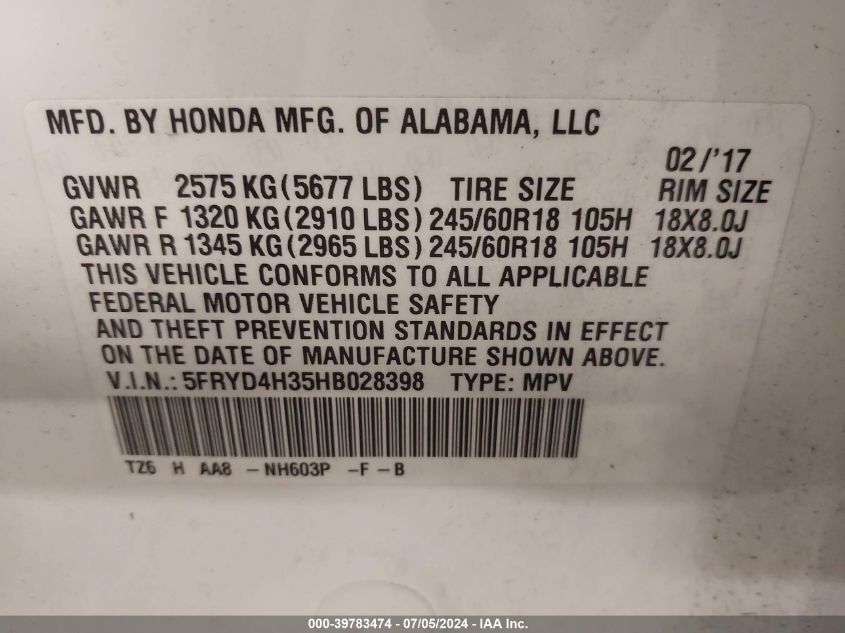 MFD. BY HONDA MFG. OF ALABAMA, LLC
02/'17
GVWR 2575 KG (5677 LBS) TIRE SIZE RIM SIZE
GAWR F 1320 KG (2910 LBS) 245/60R18 105H 18X8.0J
GAWR R 1345 KG (2965 LBS) 245/60R18 105H 18X8.0J
THIS VEHICLE CONFORMS TO ALL APPLICABLE
FEDERAL MOTOR VEHICLE SAFETY
AND THEFT PREVENTION STANDARDS IN EFFECT
ON THE DATE OF MANUFACTURE SHOWN ABOVE.
V.I.N.: 5FRYD4H35HB028398 TYPE: MPV
TZ6 H AA8 -NH603P -F -B
000-39783474 - 07/05/2024 - IAA Inc.